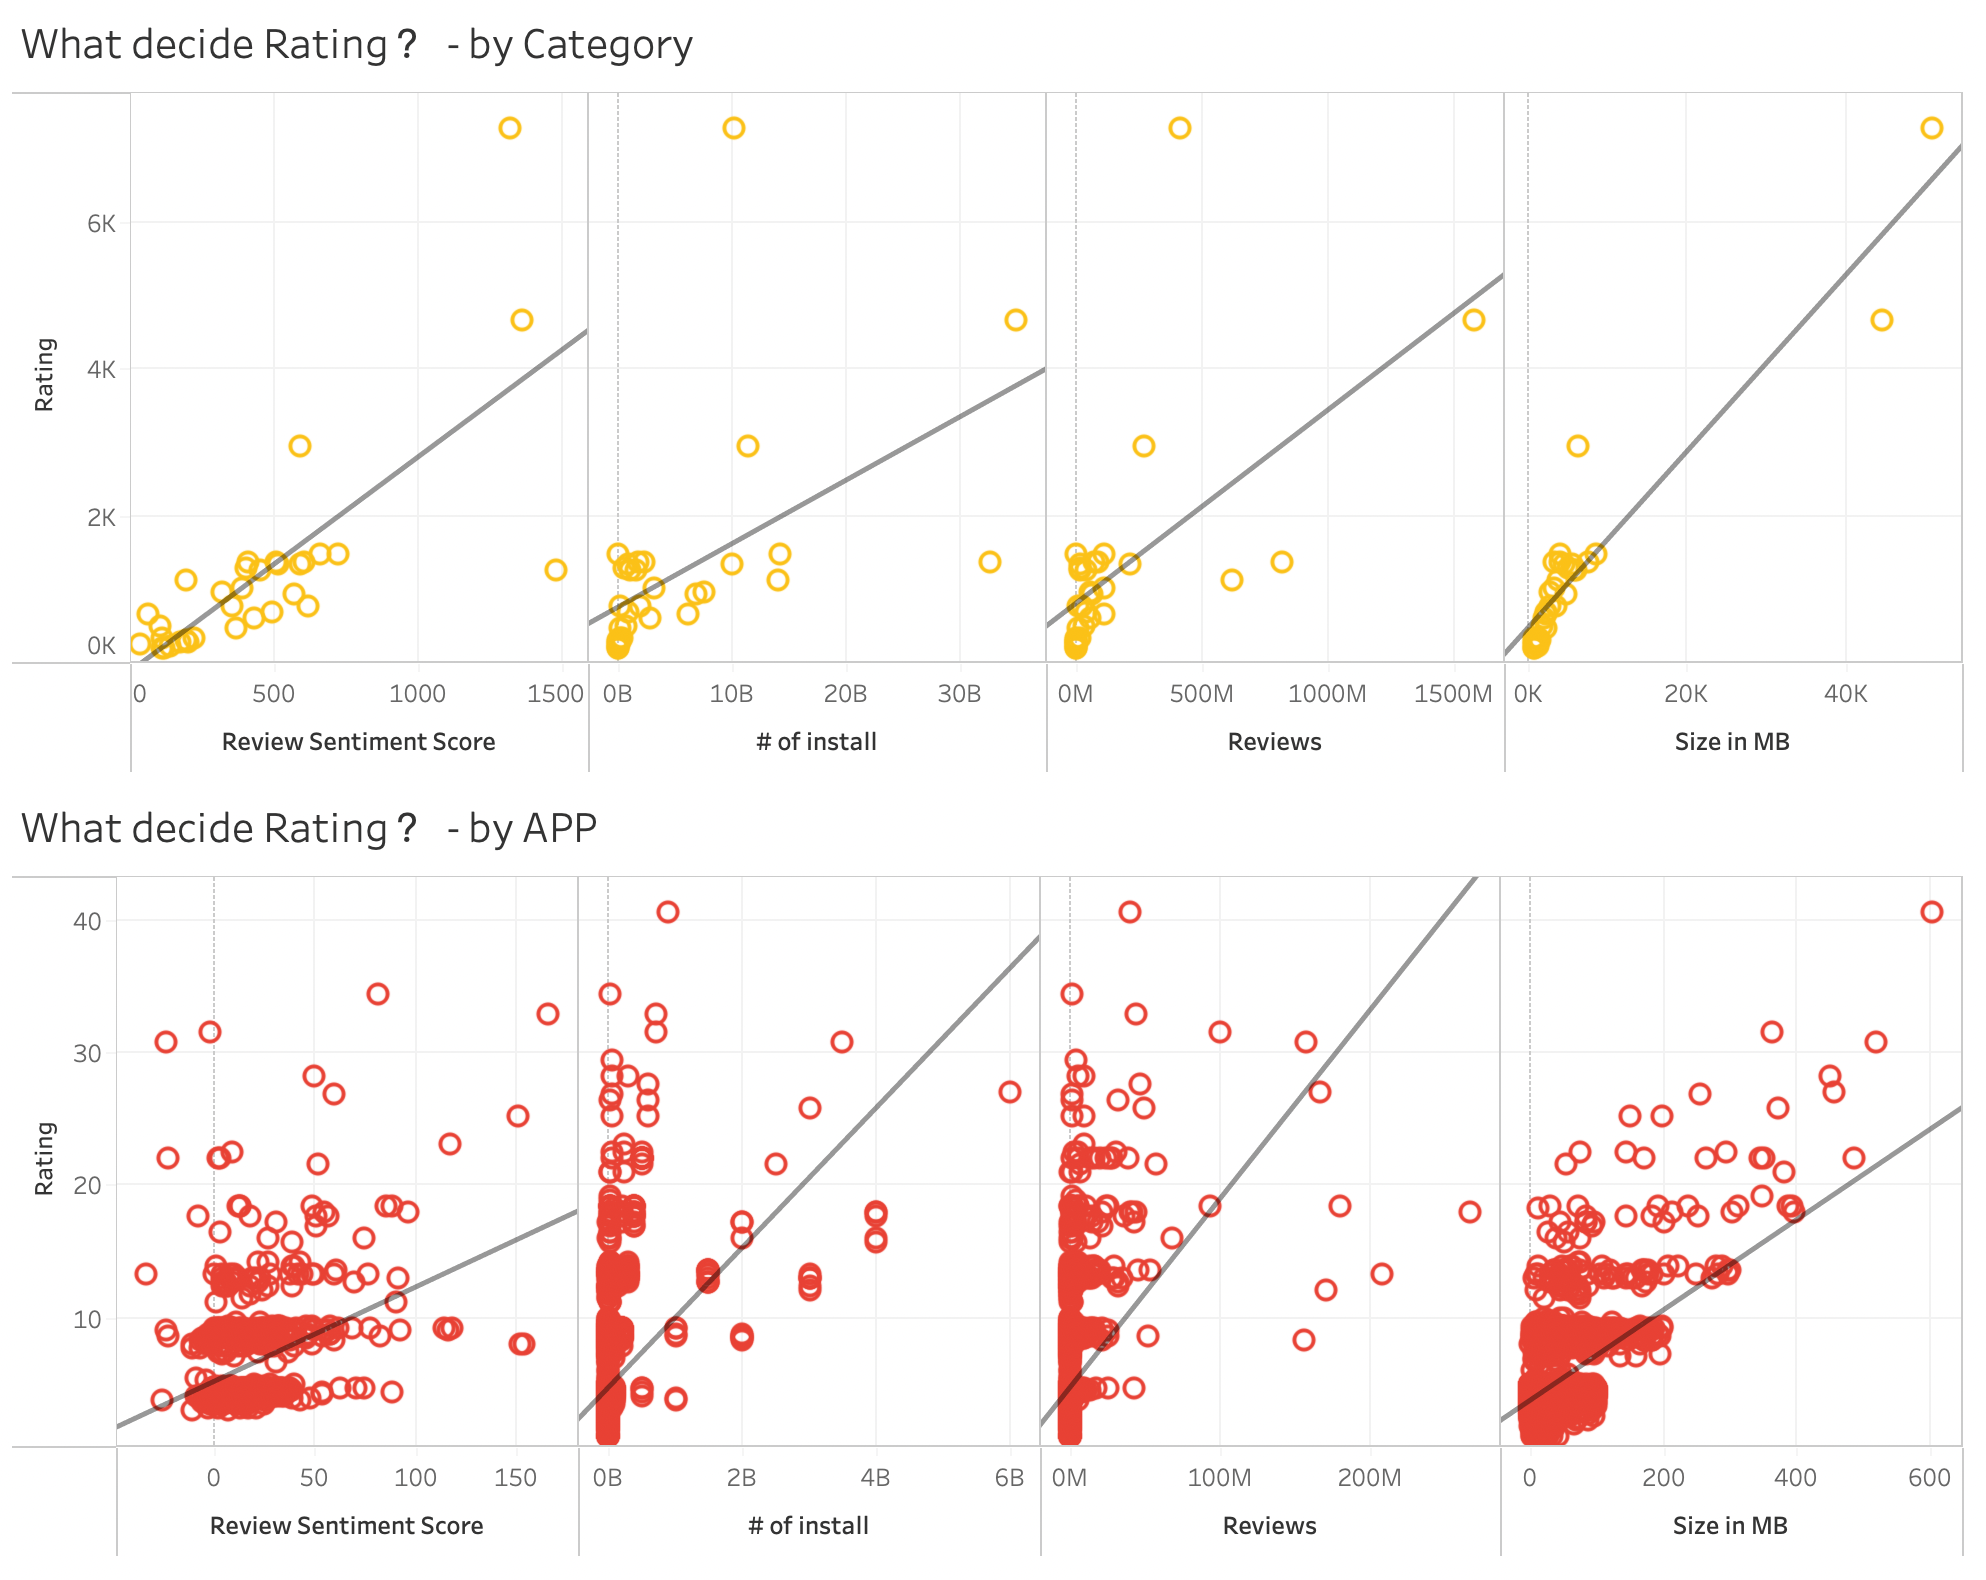 What decide Rating ? - by Category
Rating
6K
4K
2K
0K
0 500 1000 1500 0B 10B 20B 30B 0M 500M 1000M 1500M 0K 20K 40K
Review Sentiment Score # of install Reviews Size in MB
What decide Rating ? - by APP
Rating
40
30
20
10
0 50 100 150 0B 2B 4B 6B 0M 100M 200M 0 200 400 600
Review Sentiment Score # of install Reviews Size in MB